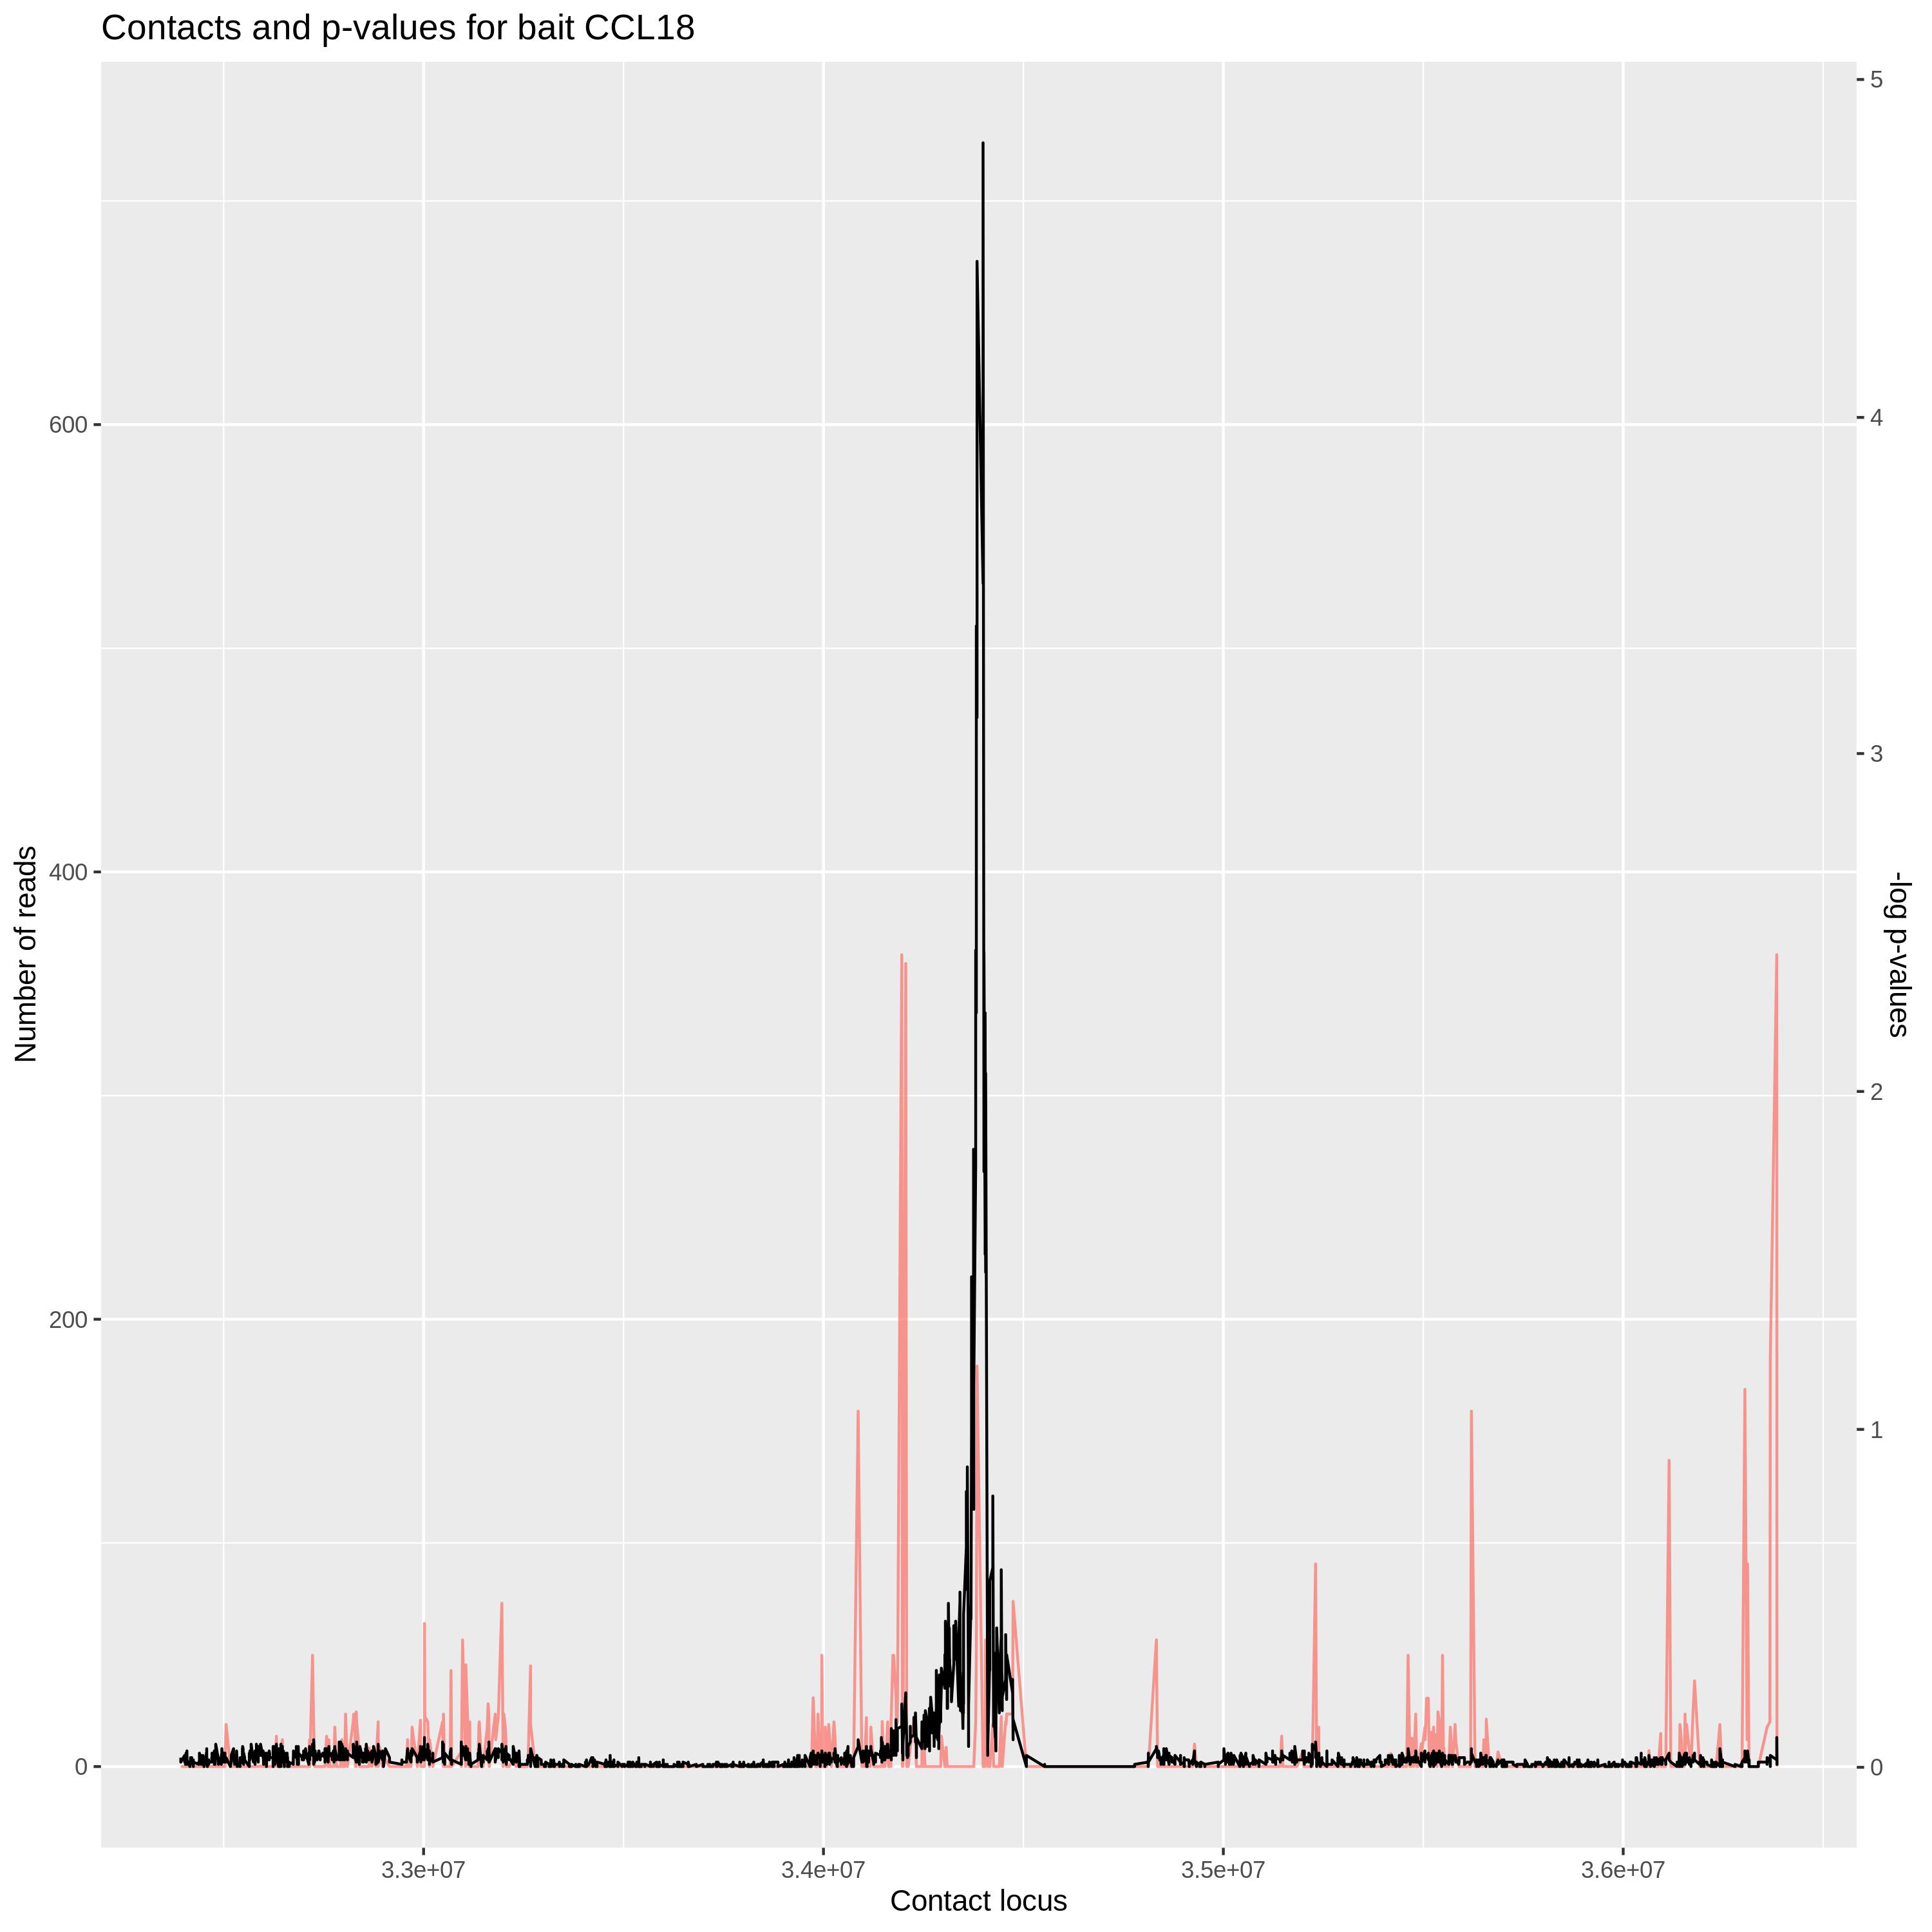 Contacts and p-values for bait CCL18
Number of reads
600
400
200
0
5
4
3
2
1
0
-log p-values
3.3e+07
3.4e+07
3.5e+07
3.6e+07
Contact locus